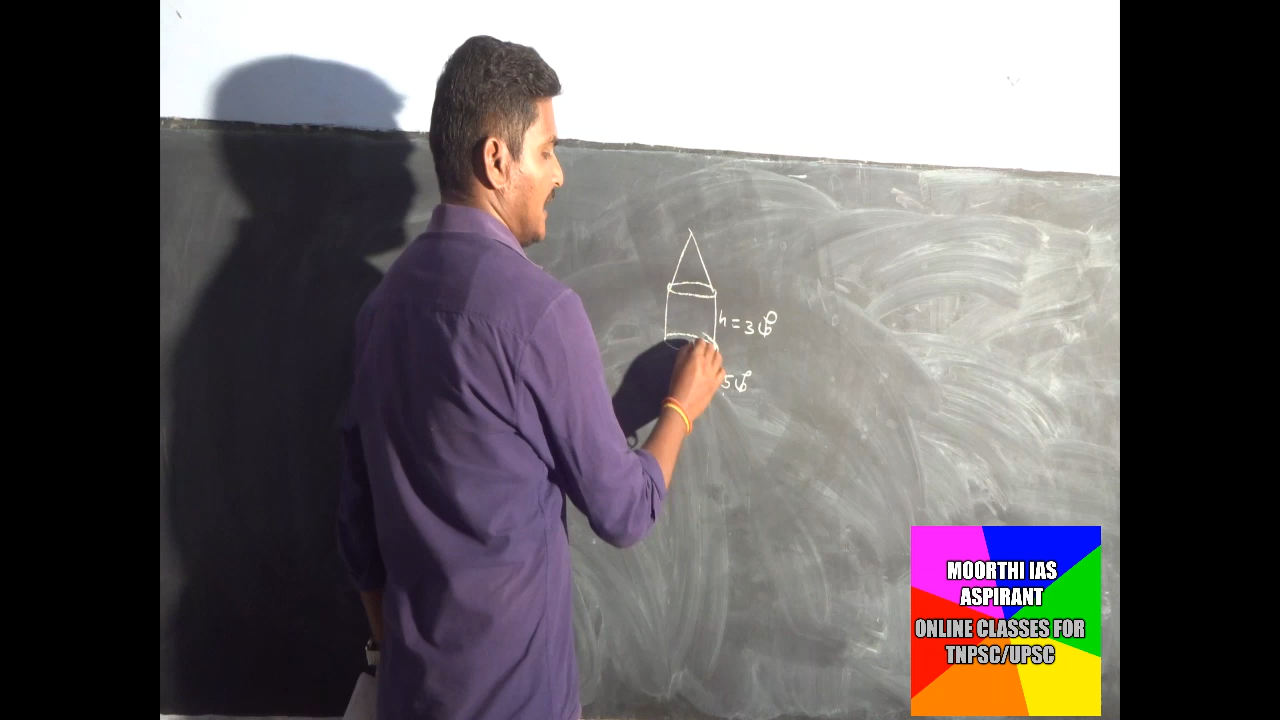 h = 3 மீ
5 மீ
MOORTHI IAS
ASPIRANT
ONLINE CLASSES FOR
TNPSC/UPSC